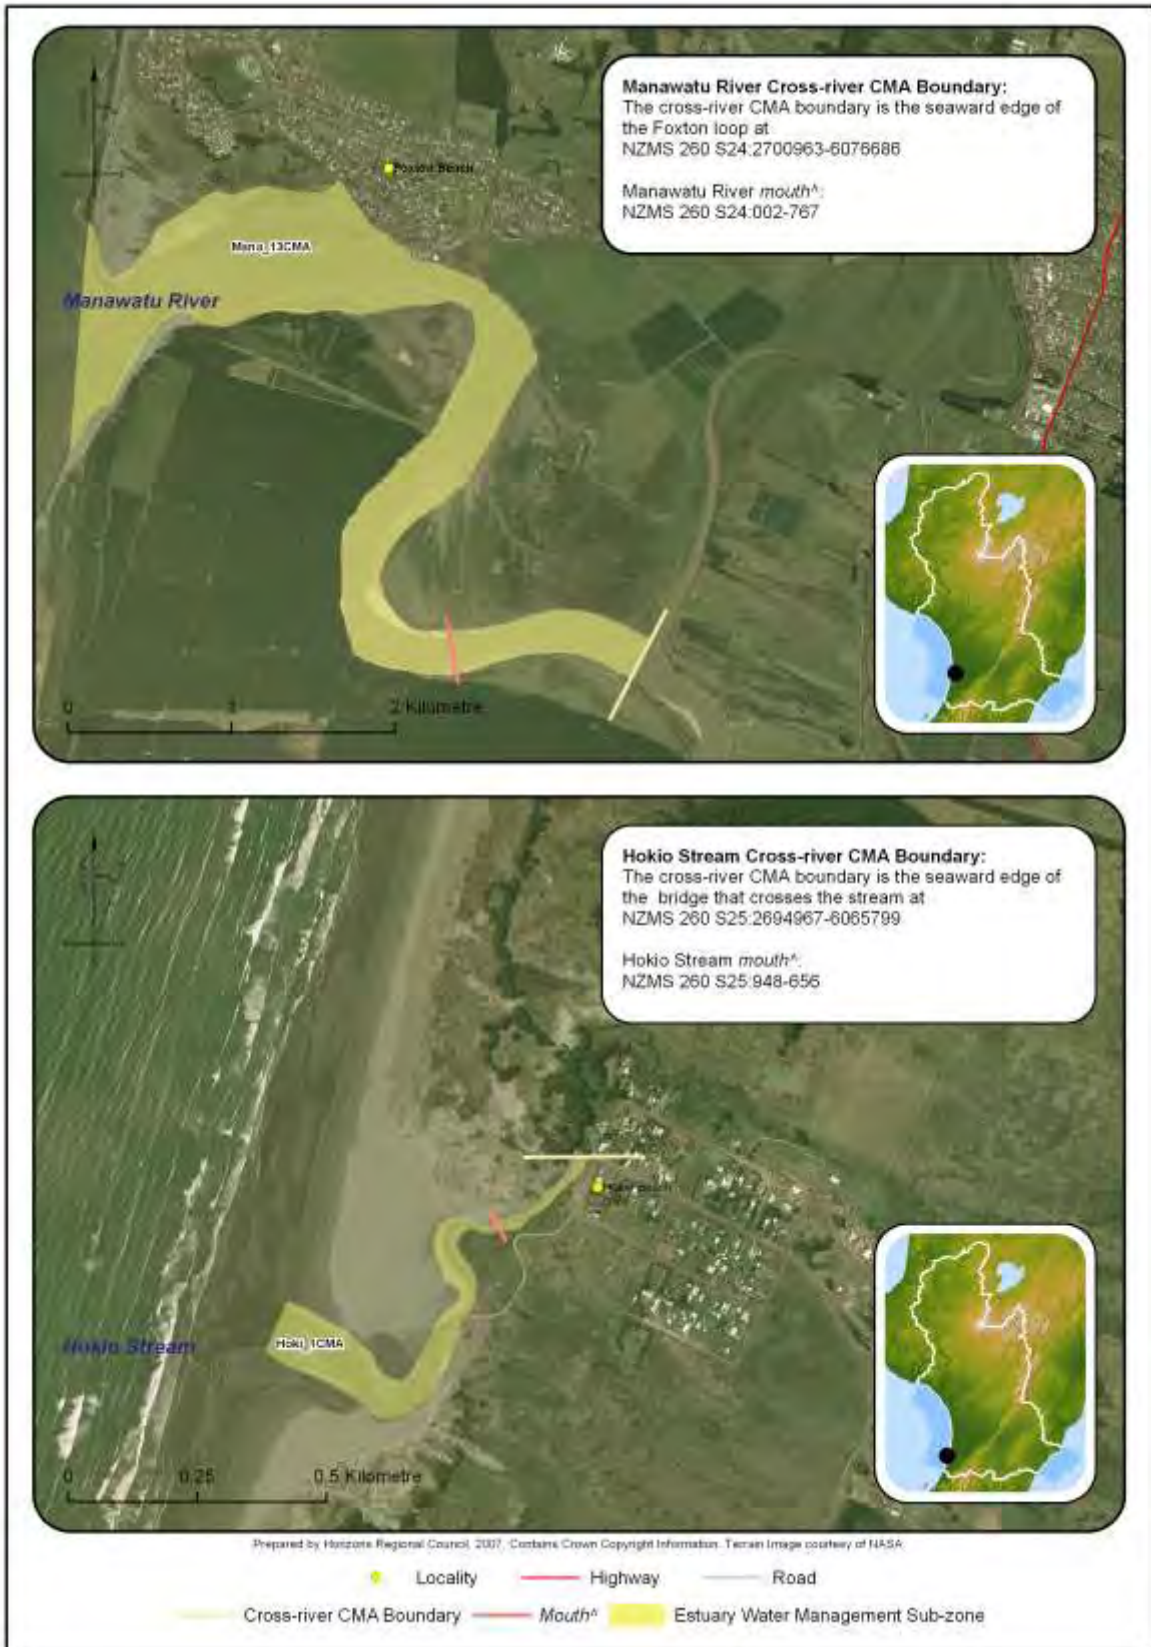 Manawatu River Cross-river CMA Boundary:
The cross-river CMA boundary is the seaward edge of
the Foxton loop at
NZMS 260 S24:2700963-6076686
Manawatu River mouth^:
NZMS 260 S24:002-767
Foxton Beach
Mana_13CMA
Manawatu River
0 1 2 Kilometre
Hokio Stream Cross-river CMA Boundary:
The cross-river CMA boundary is the seaward edge of
the bridge that crosses the stream at
NZMS 260 S25:2694967-6065799
Hokio Stream mouth^:
NZMS 260 S25:948-656
Hokio Beach
Hoki_1CMA
Hokio Stream
0 0.25 0.5 Kilometre
Prepared by Horizons Regional Council, 2007. Contains Crown Copyright Information. Terrain Image courtesy of NASA
Locality Highway Road
Cross-river CMA Boundary Mouth^ Estuary Water Management Sub-zone